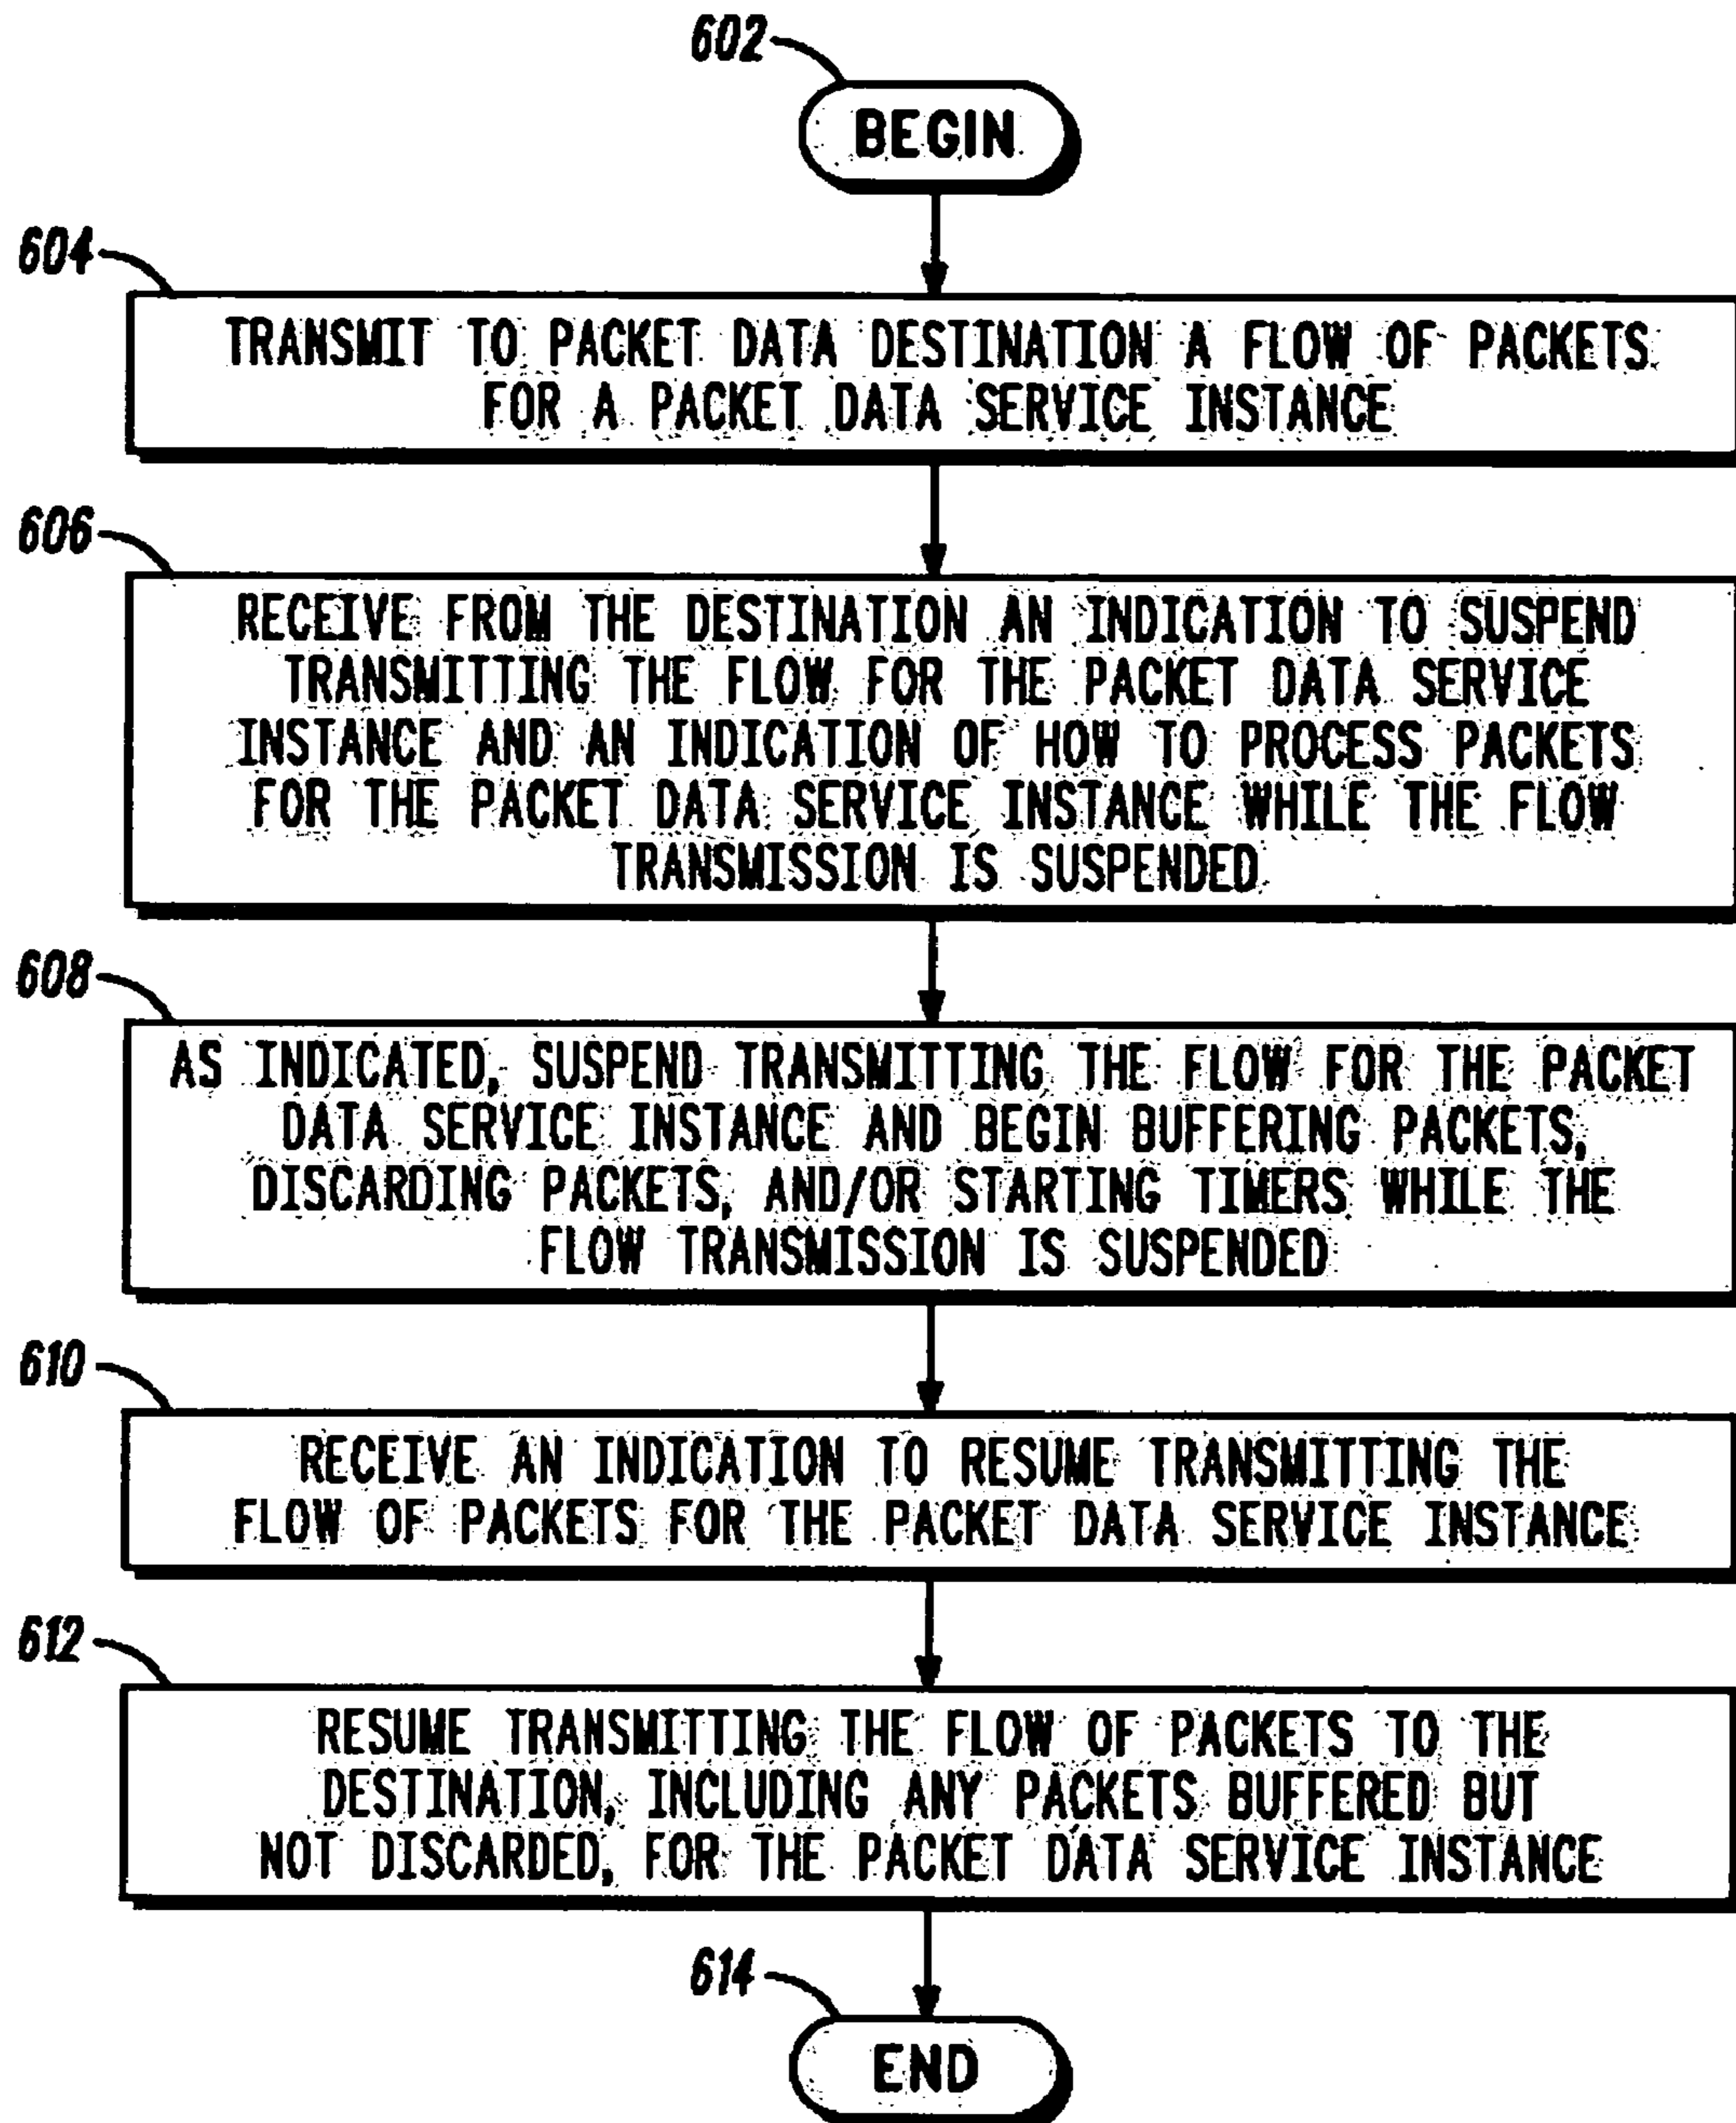 602
BEGIN
604
TRANSMIT TO PACKET DATA DESTINATION A FLOW OF PACKETS
FOR A PACKET DATA SERVICE INSTANCE
606
RECEIVE FROM THE DESTINATION AN INDICATION TO SUSPEND
TRANSMITTING THE FLOW FOR THE PACKET DATA SERVICE
INSTANCE AND AN INDICATION OF HOW TO PROCESS PACKETS
FOR THE PACKET DATA SERVICE INSTANCE WHILE THE FLOW
TRANSMISSION IS SUSPENDED
608
AS INDICATED, SUSPEND TRANSMITTING THE FLOW FOR THE PACKET
DATA SERVICE INSTANCE AND BEGIN BUFFERING PACKETS,
DISCARDING PACKETS, AND/OR STARTING TIMERS WHILE THE
FLOW TRANSMISSION IS SUSPENDED
610
RECEIVE AN INDICATION TO RESUME TRANSMITTING THE
FLOW OF PACKETS FOR THE PACKET DATA SERVICE INSTANCE
612
RESUME TRANSMITTING THE FLOW OF PACKETS TO THE
DESTINATION, INCLUDING ANY PACKETS BUFFERED BUT
NOT DISCARDED, FOR THE PACKET DATA SERVICE INSTANCE
614
END